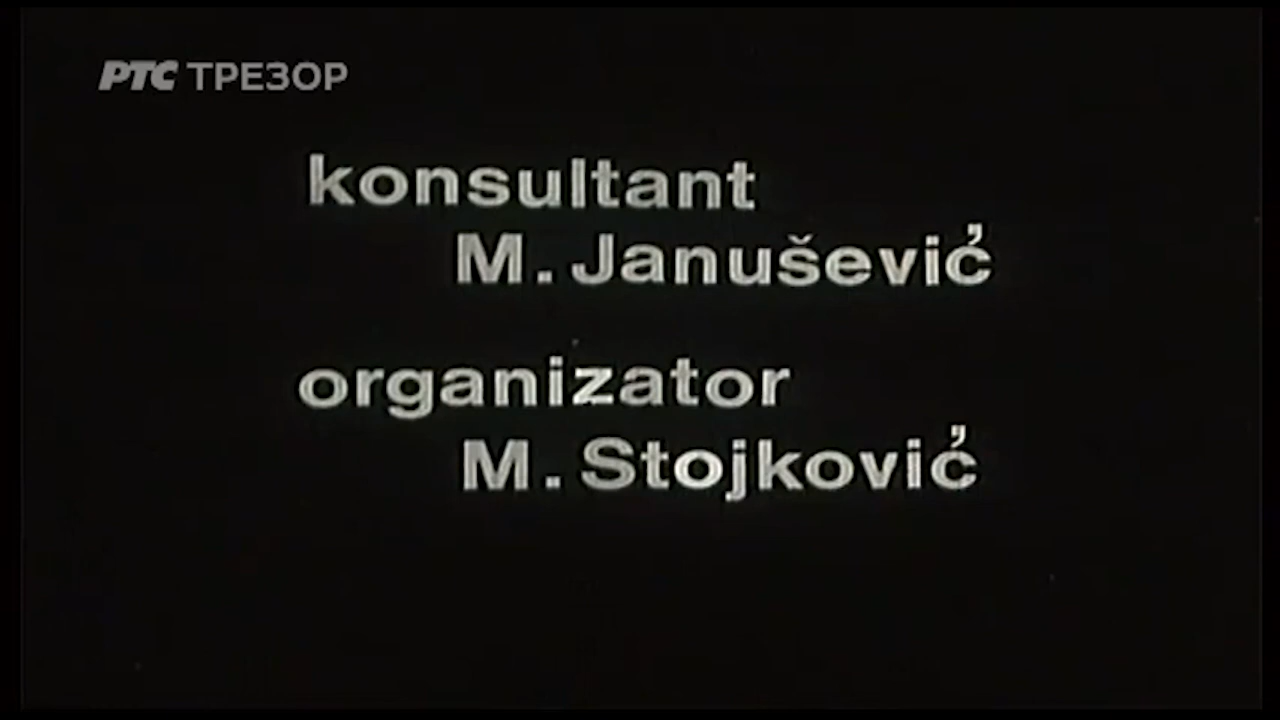 РТС ТРЕЗОР
konsultant
M. Janušević
organizator
M. Stojković